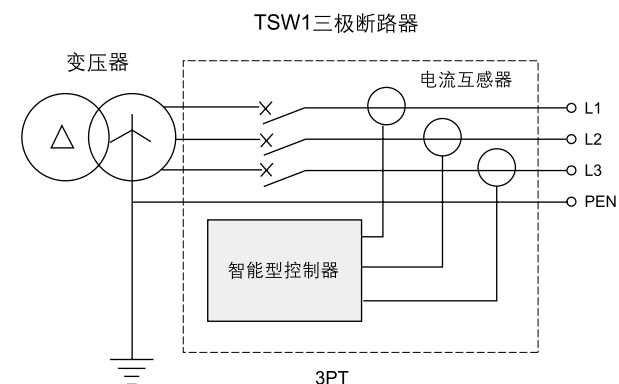 TSW1三极断路器
变压器
电流互感器
L1
L2
L3
PEN
智能型控制器
3PT